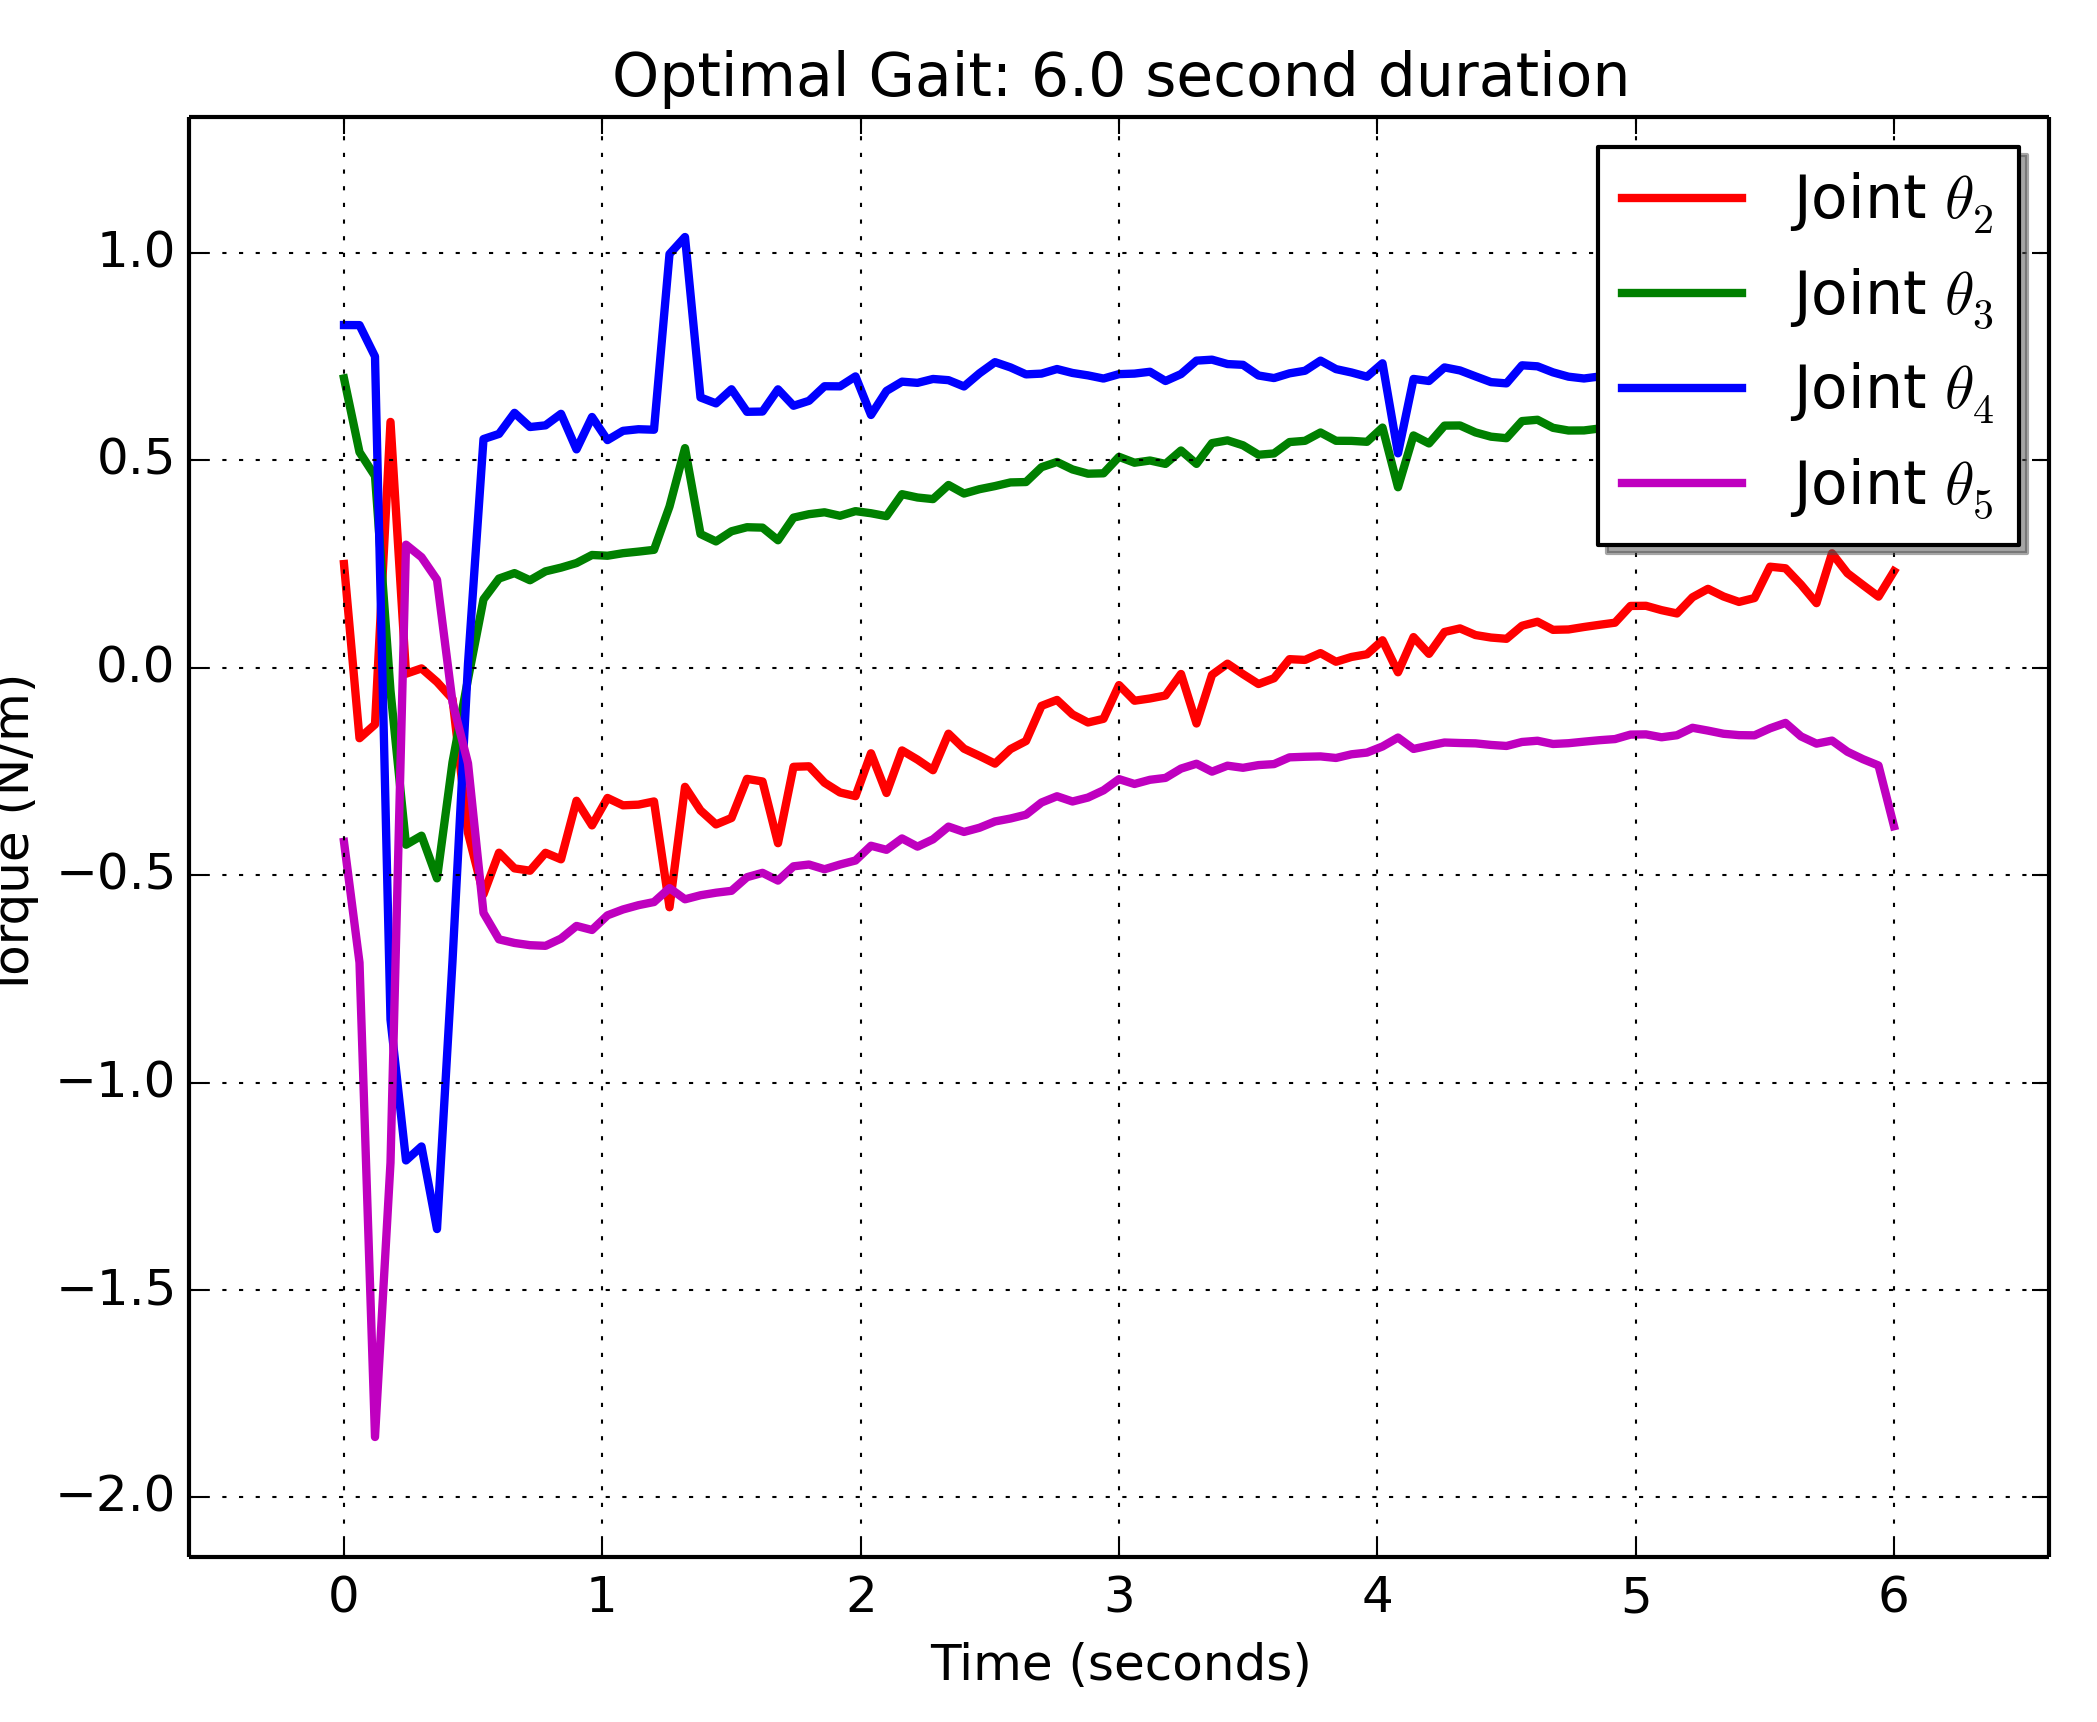 Optimal Gait: 6.0 second duration
Joint θ₂
Joint θ₃
Joint θ₄
Joint θ₅
1.0
0.5
0.0
−0.5
−1.0
−1.5
−2.0
Torque (N/m)
0 1 2 3 4 5 6
Time (seconds)